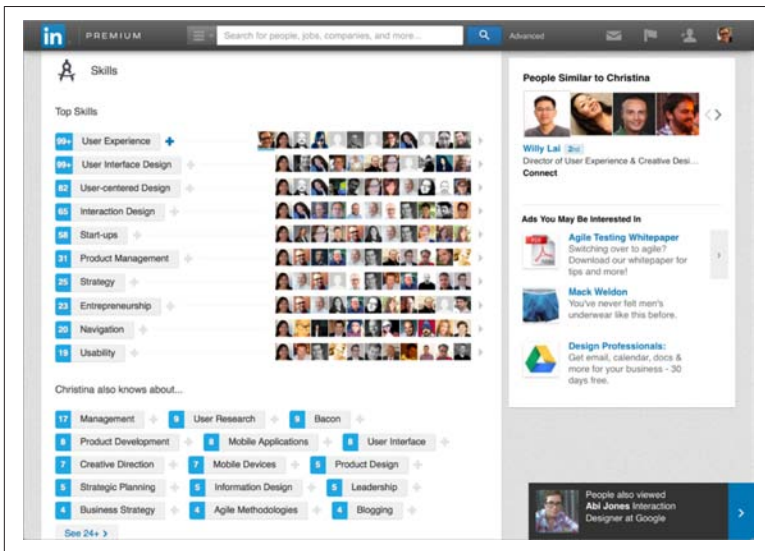 in PREMIUM Search for people, jobs, companies, and more... Advanced
Skills
Top Skills
99+ User Experience +
99+ User Interface Design +
82 User-centered Design +
65 Interaction Design +
58 Start-ups +
31 Product Management +
25 Strategy +
23 Entrepreneurship +
20 Navigation +
19 Usability +
Christina also knows about...
17 Management + 9 User Research + 9 Bacon +
8 Product Development + 8 Mobile Applications + 8 User Interface +
7 Creative Direction + 7 Mobile Devices + 5 Product Design +
5 Strategic Planning + 5 Information Design + 5 Leadership +
4 Business Strategy + 4 Agile Methodologies + 4 Blogging +
See 24+ >
People Similar to Christina
Willy Lai 2nd
Director of User Experience & Creative Desi...
Connect
Ads You May Be Interested In
PDF
Agile Testing Whitepaper
Switching over to agile?
Download our whitepaper for
tips and more!
Mack Weldon
You've never felt men's
underwear like this before.
Design Professionals:
Get email, calendar, docs &
more for your business - 30
days free.
People also viewed
Abi Jones Interaction
Designer at Google